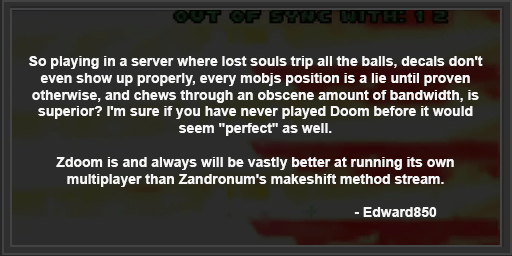 OUT OF SYNC WITH: 1 2
So playing in a server where lost souls trip all the balls, decals don't
even show up properly, every mobjs position is a lie until proven
otherwise, and chews through an obscene amount of bandwidth, is
superior? I'm sure if you have never played Doom before it would
seem "perfect" as well.
Zdoom is and always will be vastly better at running its own
multiplayer than Zandronum's makeshift method stream.
- Edward850